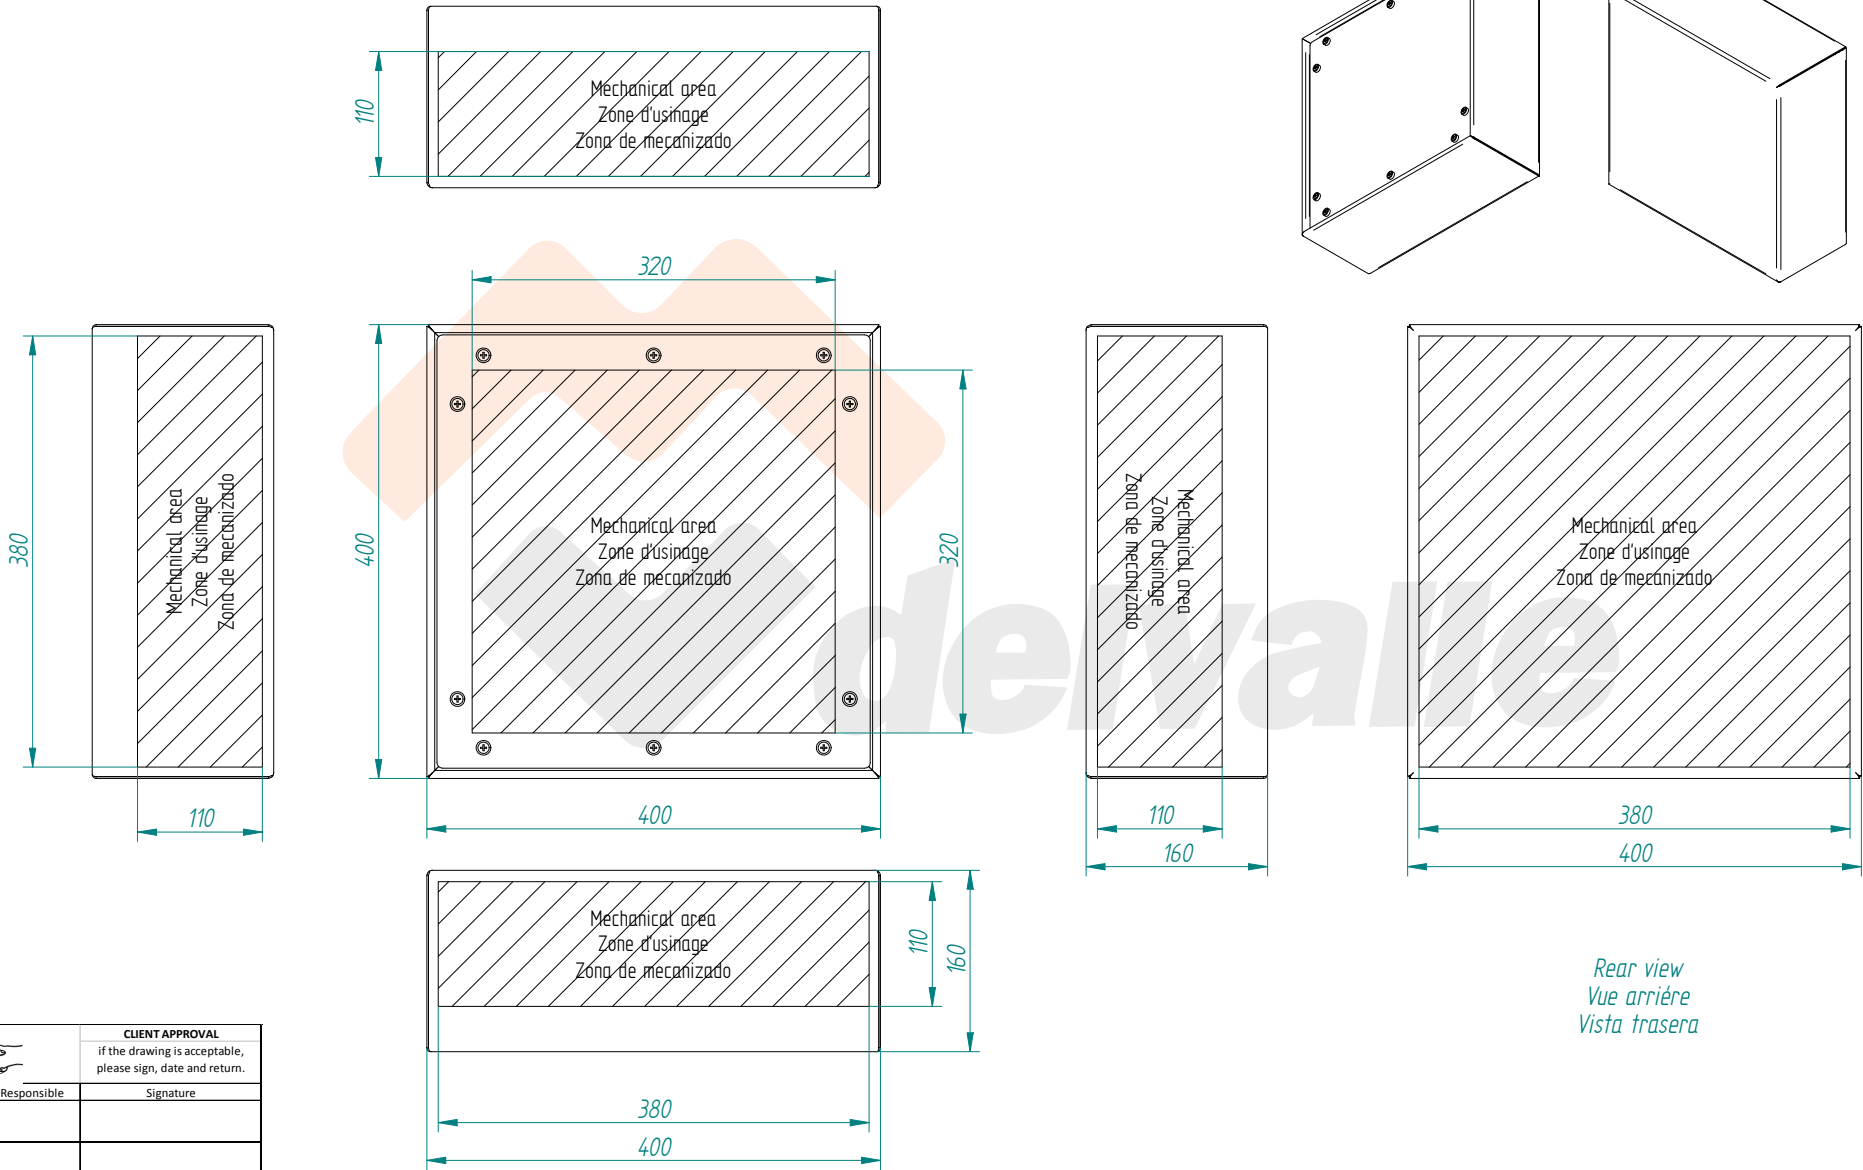 110
Mechanical area
Zone d'usinage
Zona de mecanizado
320
380
Mechanical area
Zone d'usinage
Zona de mecanizado
110
400
Mechanical area
Zone d'usinage
Zona de mecanizado
320
400
Mechanical area
Zone d'usinage
Zona de mecanizado
110
160
Mechanical area
Zone d'usinage
Zona de mecanizado
380
400
delvalle
Mechanical area
Zone d'usinage
Zona de mecanizado
110
160
380
400
Rear view
Vue arriére
Vista trasera
CLIENT APPROVAL
if the drawing is acceptable,
please sign, date and return.
Responsible
Signature